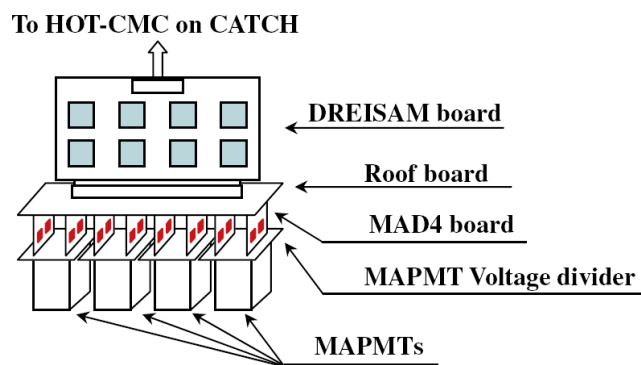 To HOT-CMC on CATCH
DREISAM board
Roof board
MAD4 board
MAPMT Voltage divider
MAPMTs